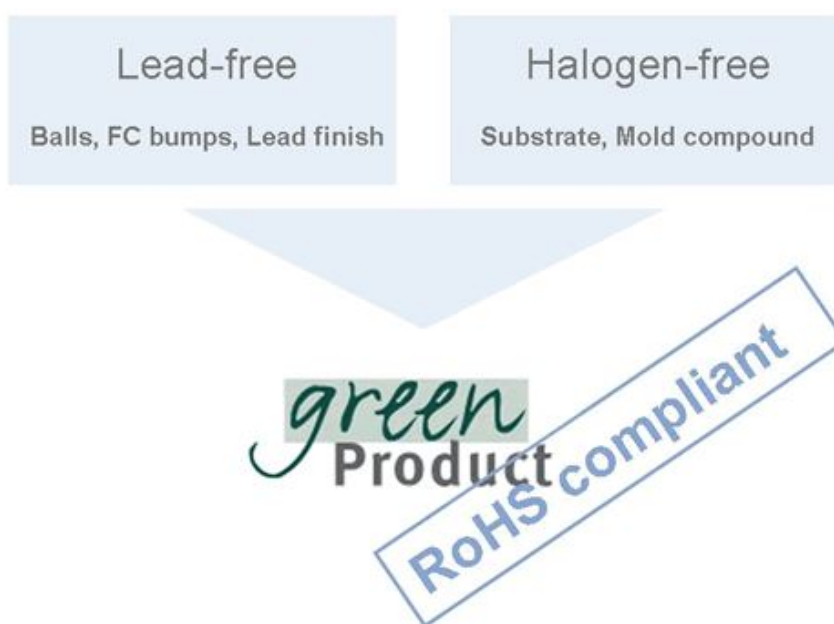 Lead-free
Balls, FC bumps, Lead finish
Halogen-free
Substrate, Mold compound
green
Product
RoHS compliant